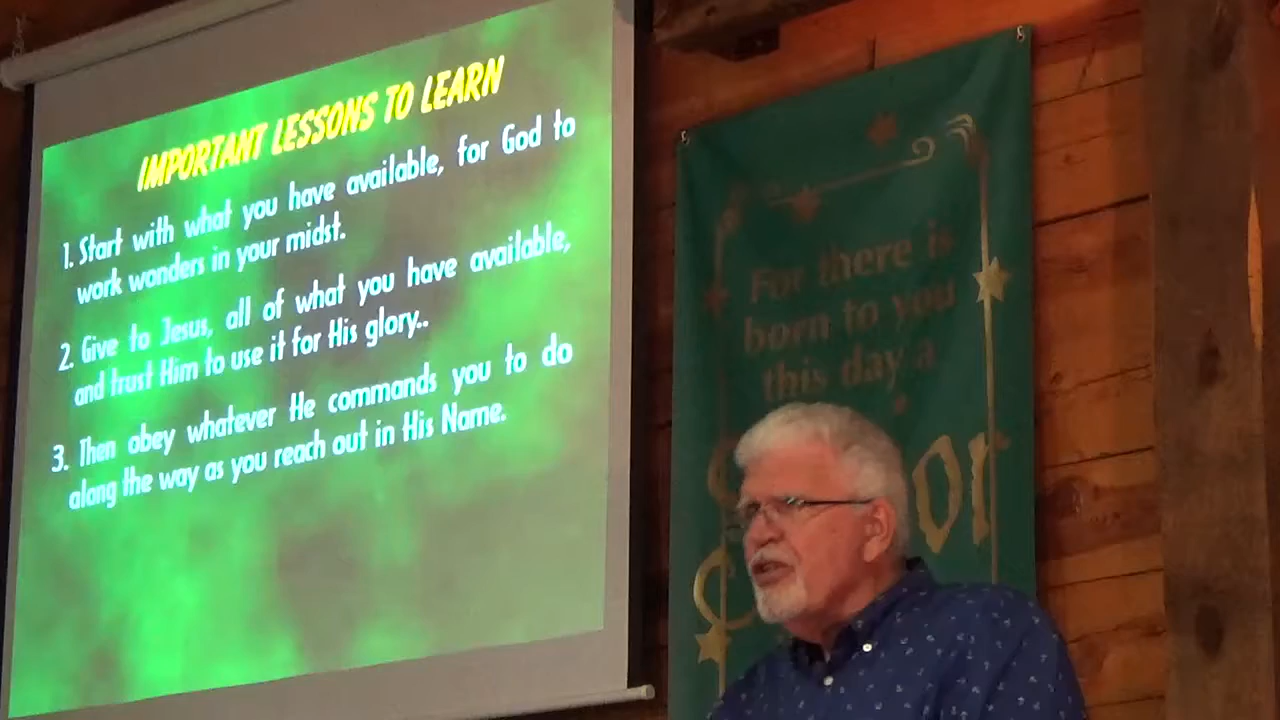 IMPORTANT LESSONS TO LEARN
1. Start with what you have available, for God to
work wonders in your midst.
2. Give to Jesus, all of what you have available,
and trust Him to use it for His glory..
3. Then obey whatever He commands you to do
along the way as you reach out in His Name.
For there is
born to you
this day a